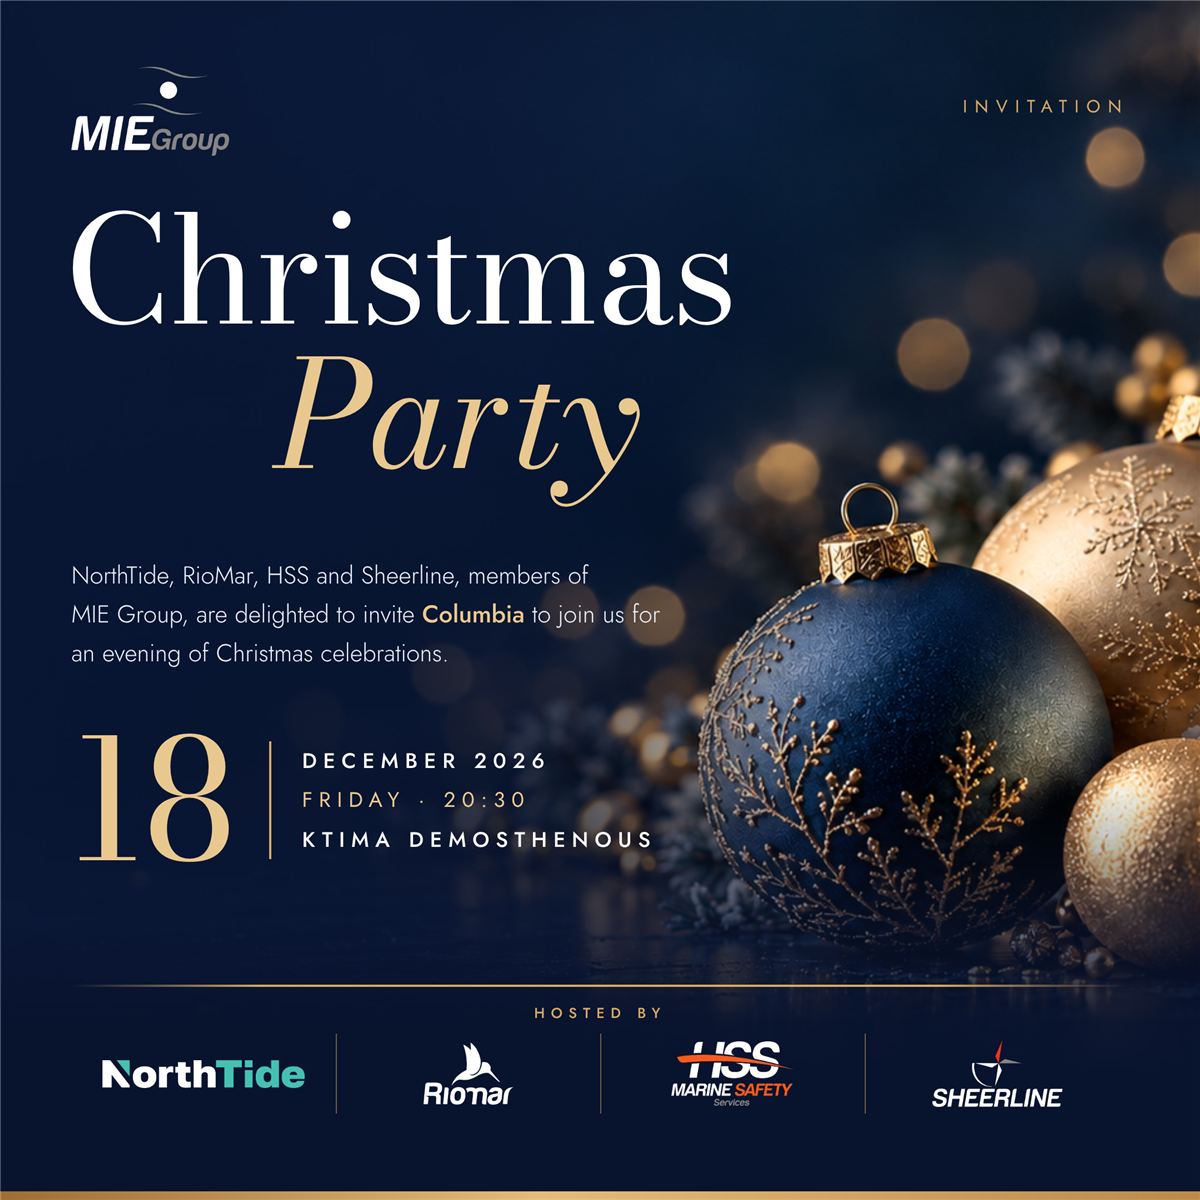 MIE Group
INVITATION
Christmas
Party
NorthTide, RioMar, HSS and Sheerline, members of
MIE Group, are delighted to invite Columbia to join us for
an evening of Christmas celebrations.
18
DECEMBER 2026
FRIDAY · 20:30
KTIMA DEMOSTHENOUS
HOSTED BY
NorthTide
Riomar
HSS
MARINE SAFETY
Services
SHEERLINE